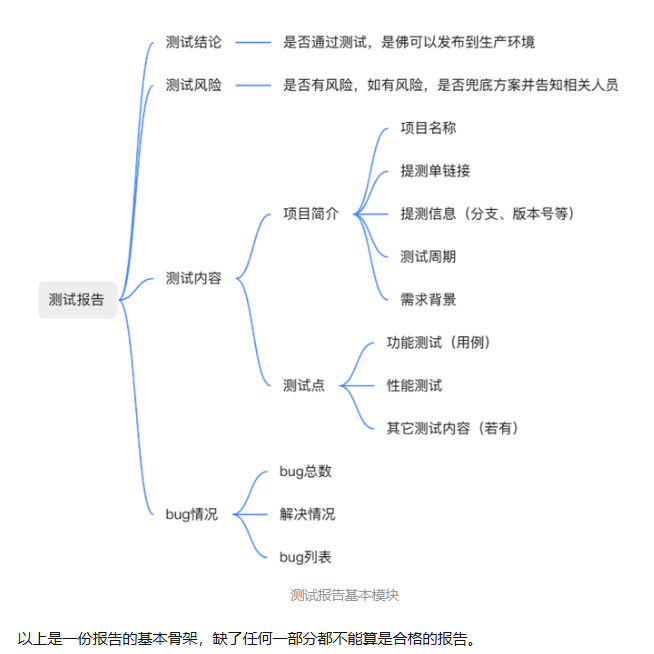 测试结论
是否通过测试，是佛可以发布到生产环境
测试风险
是否有风险，如有风险，是否兜底方案并告知相关人员
项目名称
提测单链接
项目简介
提测信息（分支、版本号等）
测试周期
测试内容
需求背景
测试报告
功能测试（用例）
测试点
性能测试
其它测试内容（若有）
bug总数
bug情况
解决情况
bug列表
测试报告基本模块
以上是一份报告的基本骨架，缺了任何一部分都不能算是合格的报告。